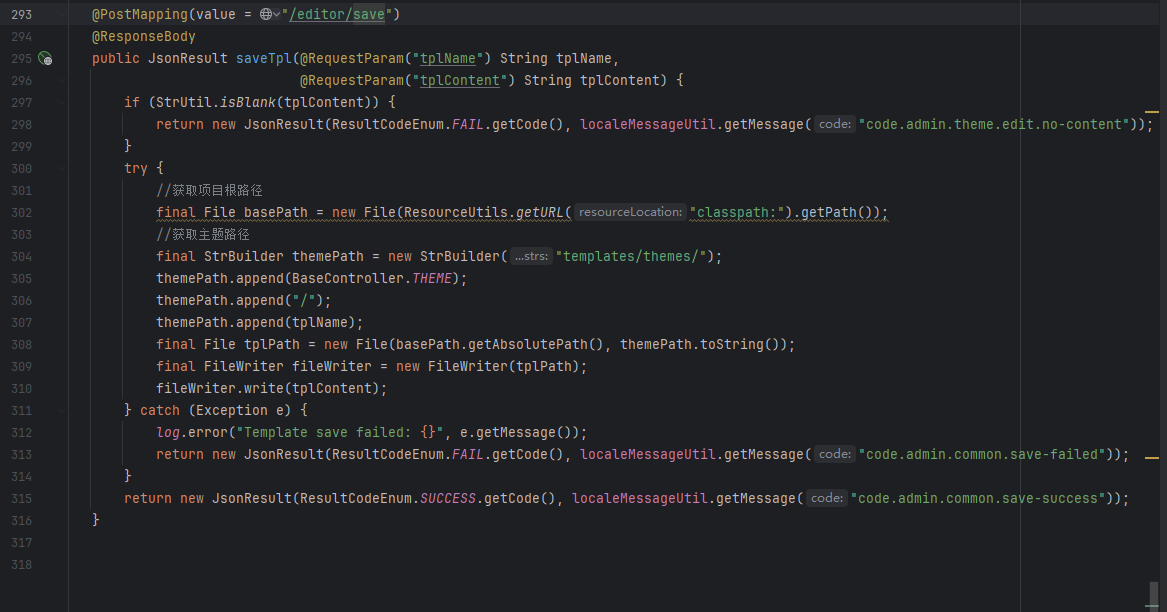 293 @PostMapping(value = "/editor/save")
294 @ResponseBody
295 public JsonResult saveTpl(@RequestParam("tplName") String tplName,
296 @RequestParam("tplContent") String tplContent) {
297 if (StrUtil.isBlank(tplContent)) {
298 return new JsonResult(ResultCodeEnum.FAIL.getCode(), localeMessageUtil.getMessage( code: "code.admin.theme.edit.no-content"));
299 }
300 try {
301 //获取项目根路径
302 final File basePath = new File(ResourceUtils.getURL( resourceLocation: "classpath:").getPath());
303 //获取主题路径
304 final StrBuilder themePath = new StrBuilder( ...strs: "templates/themes/");
305 themePath.append(BaseController.THEME);
306 themePath.append("/");
307 themePath.append(tplName);
308 final File tplPath = new File(basePath.getAbsolutePath(), themePath.toString());
309 final FileWriter fileWriter = new FileWriter(tplPath);
310 fileWriter.write(tplContent);
311 } catch (Exception e) {
312 log.error("Template save failed: {}", e.getMessage());
313 return new JsonResult(ResultCodeEnum.FAIL.getCode(), localeMessageUtil.getMessage( code: "code.admin.common.save-failed"));
314 }
315 return new JsonResult(ResultCodeEnum.SUCCESS.getCode(), localeMessageUtil.getMessage( code: "code.admin.common.save-success"));
316 }
317
318